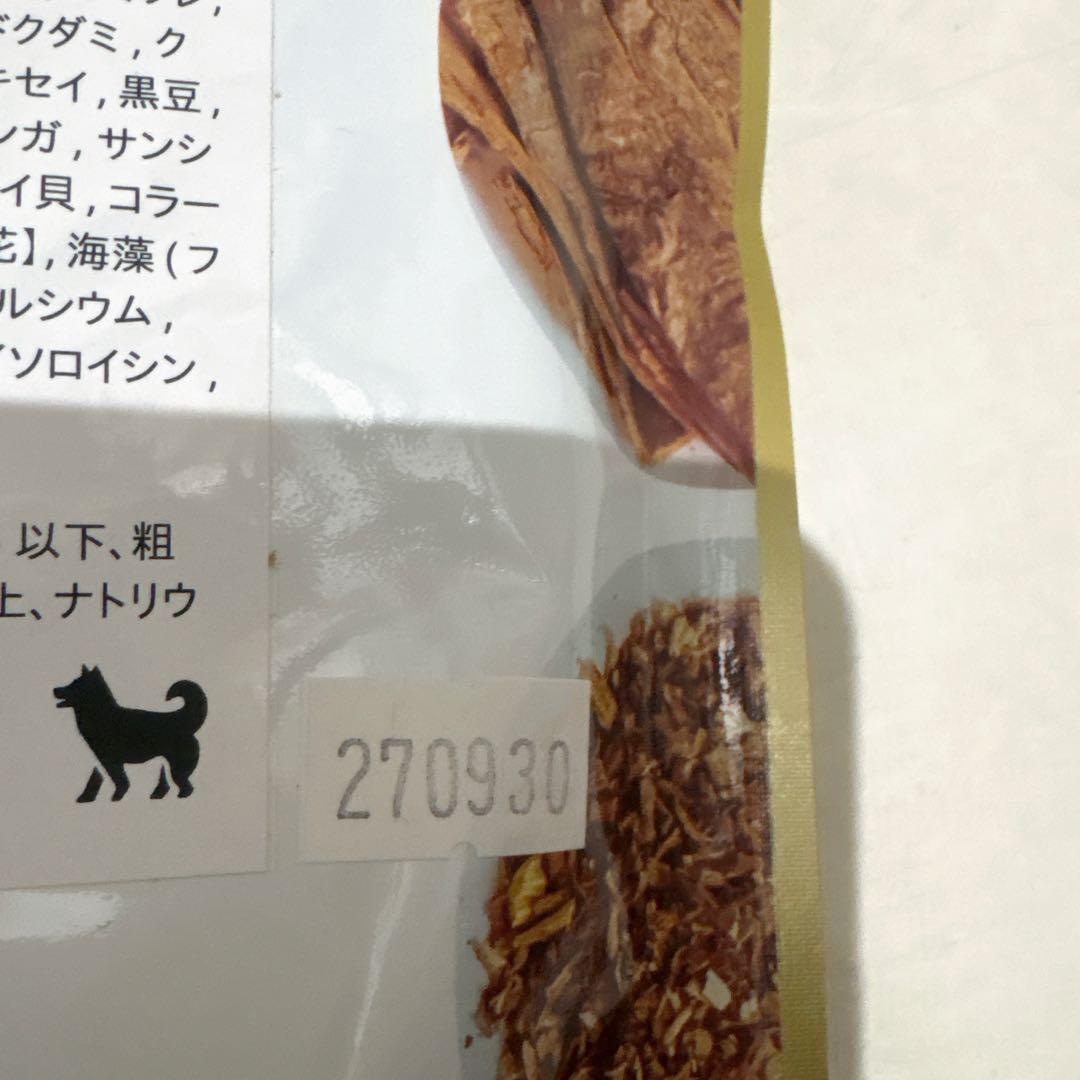 ドクダミ, ク
キセイ, 黒豆,
ンガ, サンシ
イ貝, コラー
花】, 海藻 (フ
ルシウム,
イソロイシン,
以下、粗
上、ナトリウ
270930